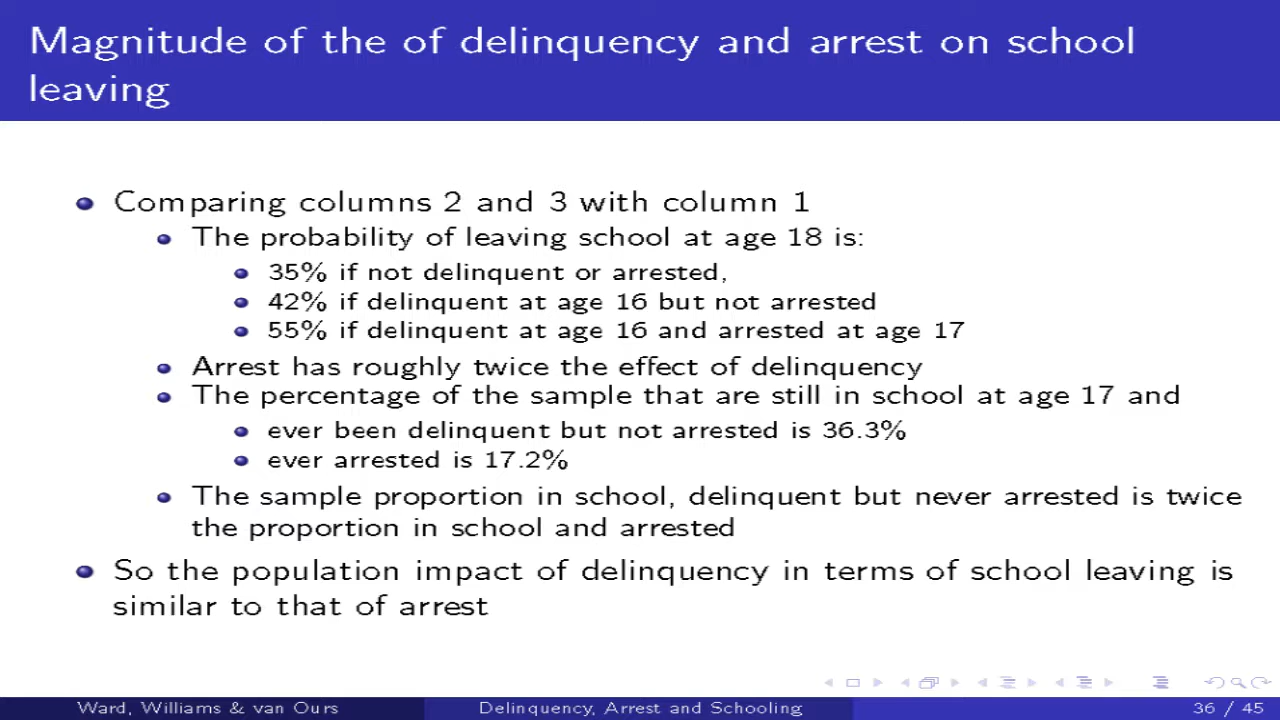 Magnitude of the of delinquency and arrest on school
leaving
Comparing columns 2 and 3 with column 1
The probability of leaving school at age 18 is:
35% if not delinquent or arrested,
42% if delinquent at age 16 but not arrested
55% if delinquent at age 16 and arrested at age 17
Arrest has roughly twice the effect of delinquency
The percentage of the sample that are still in school at age 17 and
ever been delinquent but not arrested is 36.3%
ever arrested is 17.2%
The sample proportion in school, delinquent but never arrested is twice
the proportion in school and arrested
So the population impact of delinquency in terms of school leaving is
similar to that of arrest
Ward, Williams & van Ours
Delinquency, Arrest and Schooling
36 / 45